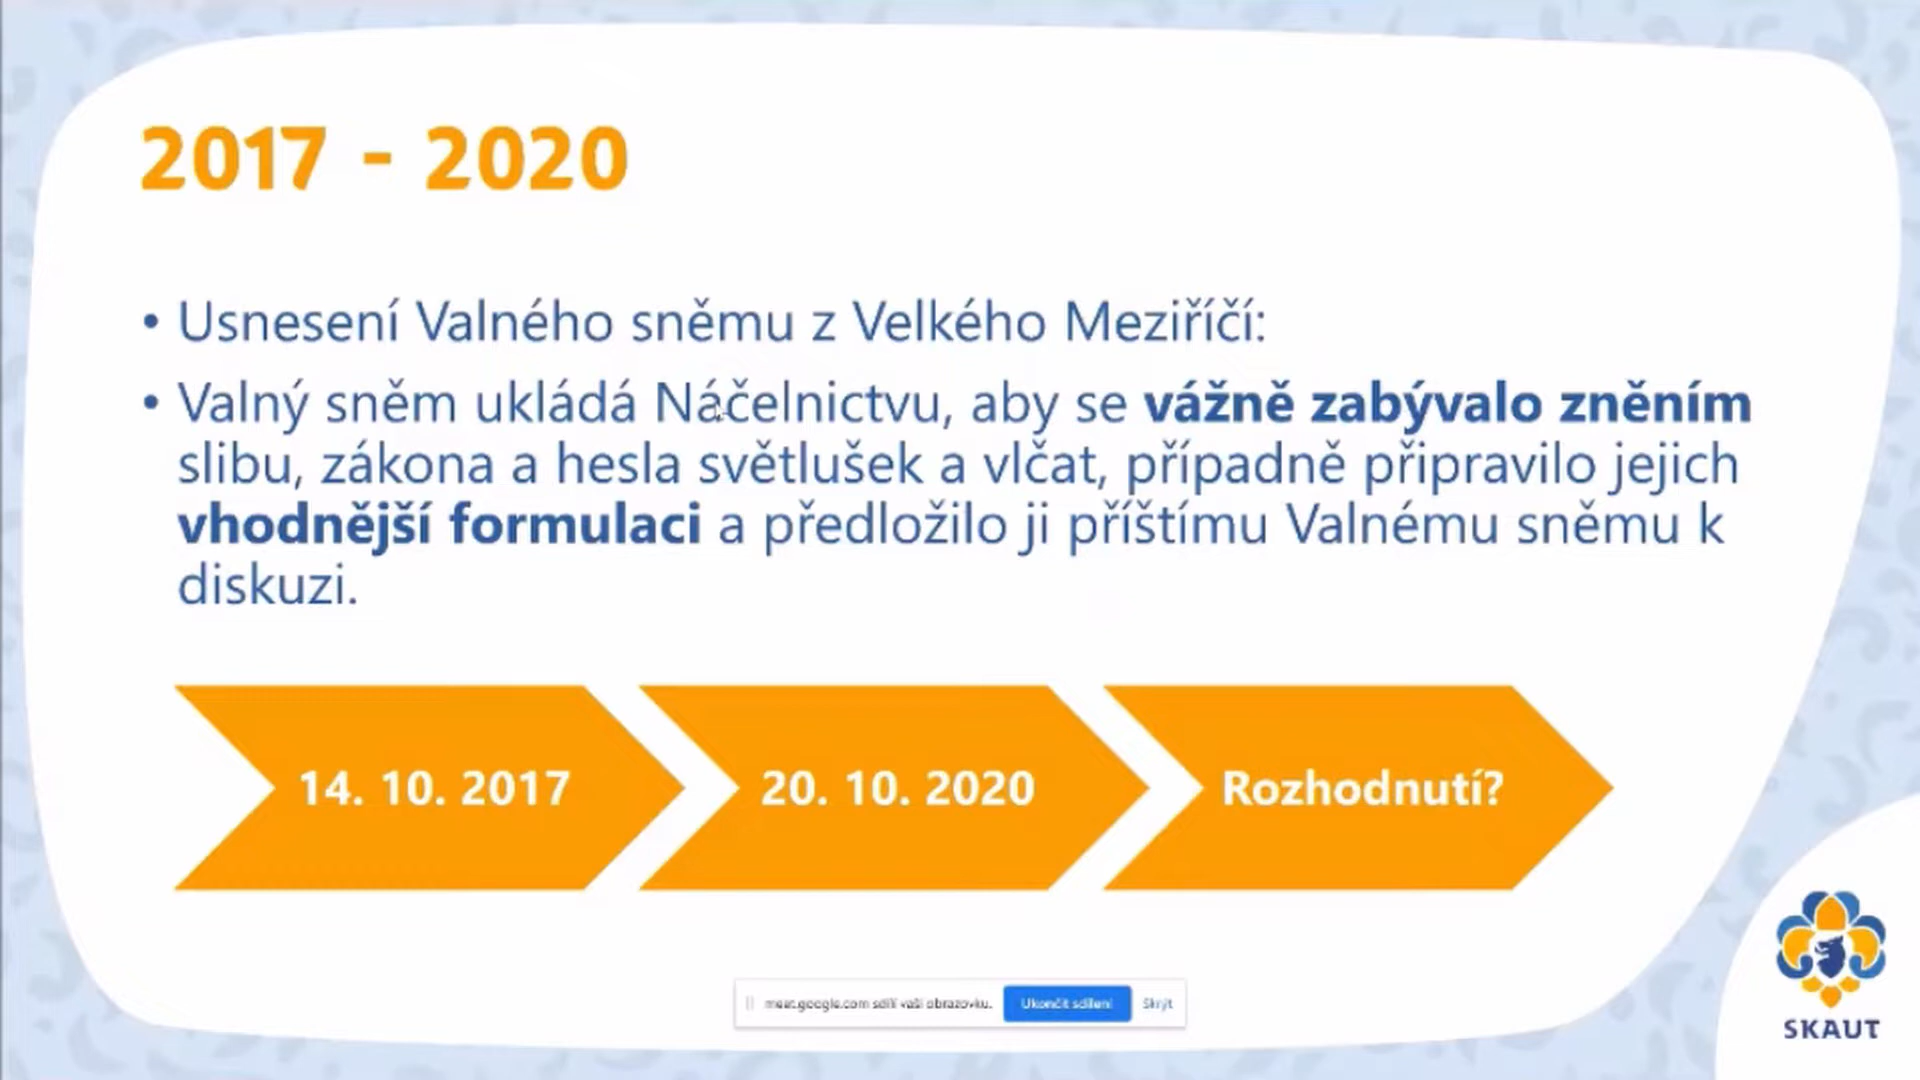 2017 - 2020
• Usnesení Valného sněmu z Velkého Meziříčí:
• Valný sněm ukládá Náčelnictvu, aby se vážně zabývalo zněním
slibu, zákona a hesla světlušek a vlčat, případně připravilo jejich
vhodnější formulaci a předložilo ji příštímu Valnému sněmu k
diskuzi.
14. 10. 2017
20. 10. 2020
Rozhodnutí?
meet.google.com sdílí vaši obrazovku.
Ukončit sdílení
Skrýt
SKAUT